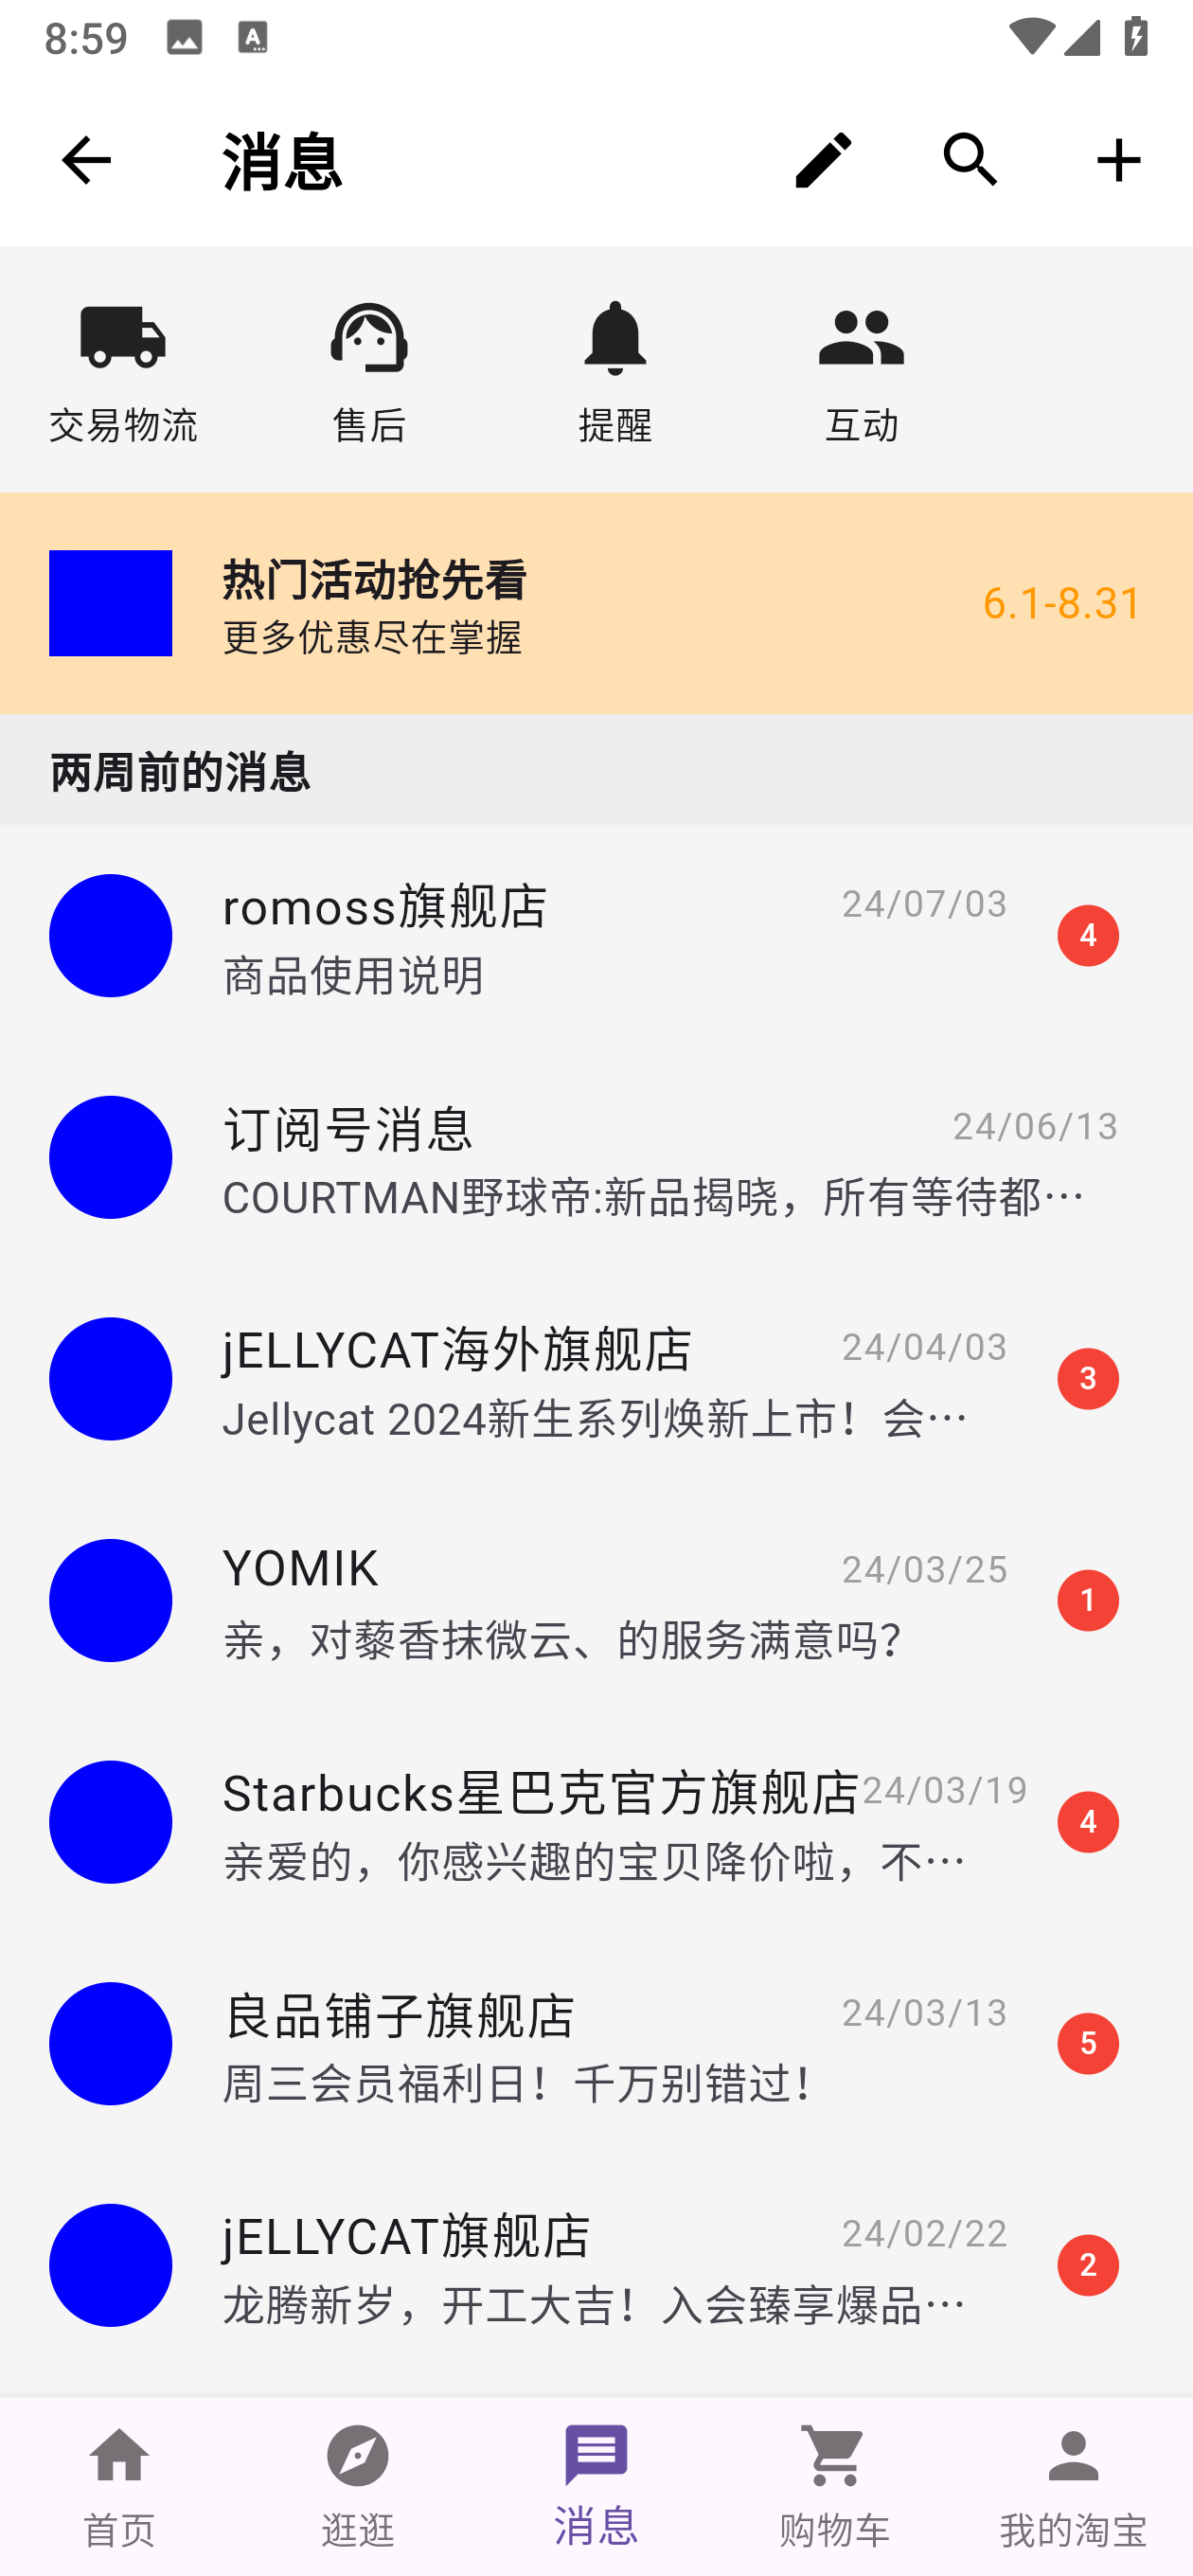 8:59
消息
交易物流
售后
提醒
互动
热门活动抢先看
更多优惠尽在掌握
6.1-8.31
两周前的消息
romoss旗舰店
24/07/03
商品使用说明
4
订阅号消息
24/06/13
COURTMAN野球帝:新品揭晓，所有等待都…
jELLYCAT海外旗舰店
24/04/03
Jellycat 2024新生系列焕新上市！会…
3
YOMIK
24/03/25
亲，对藜香抹微云、的服务满意吗？
1
Starbucks星巴克官方旗舰店
24/03/19
亲爱的，你感兴趣的宝贝降价啦，不…
4
良品铺子旗舰店
24/03/13
周三会员福利日！千万别错过！
5
jELLYCAT旗舰店
24/02/22
龙腾新岁，开工大吉！入会臻享爆品…
2
首页
逛逛
消息
购物车
我的淘宝